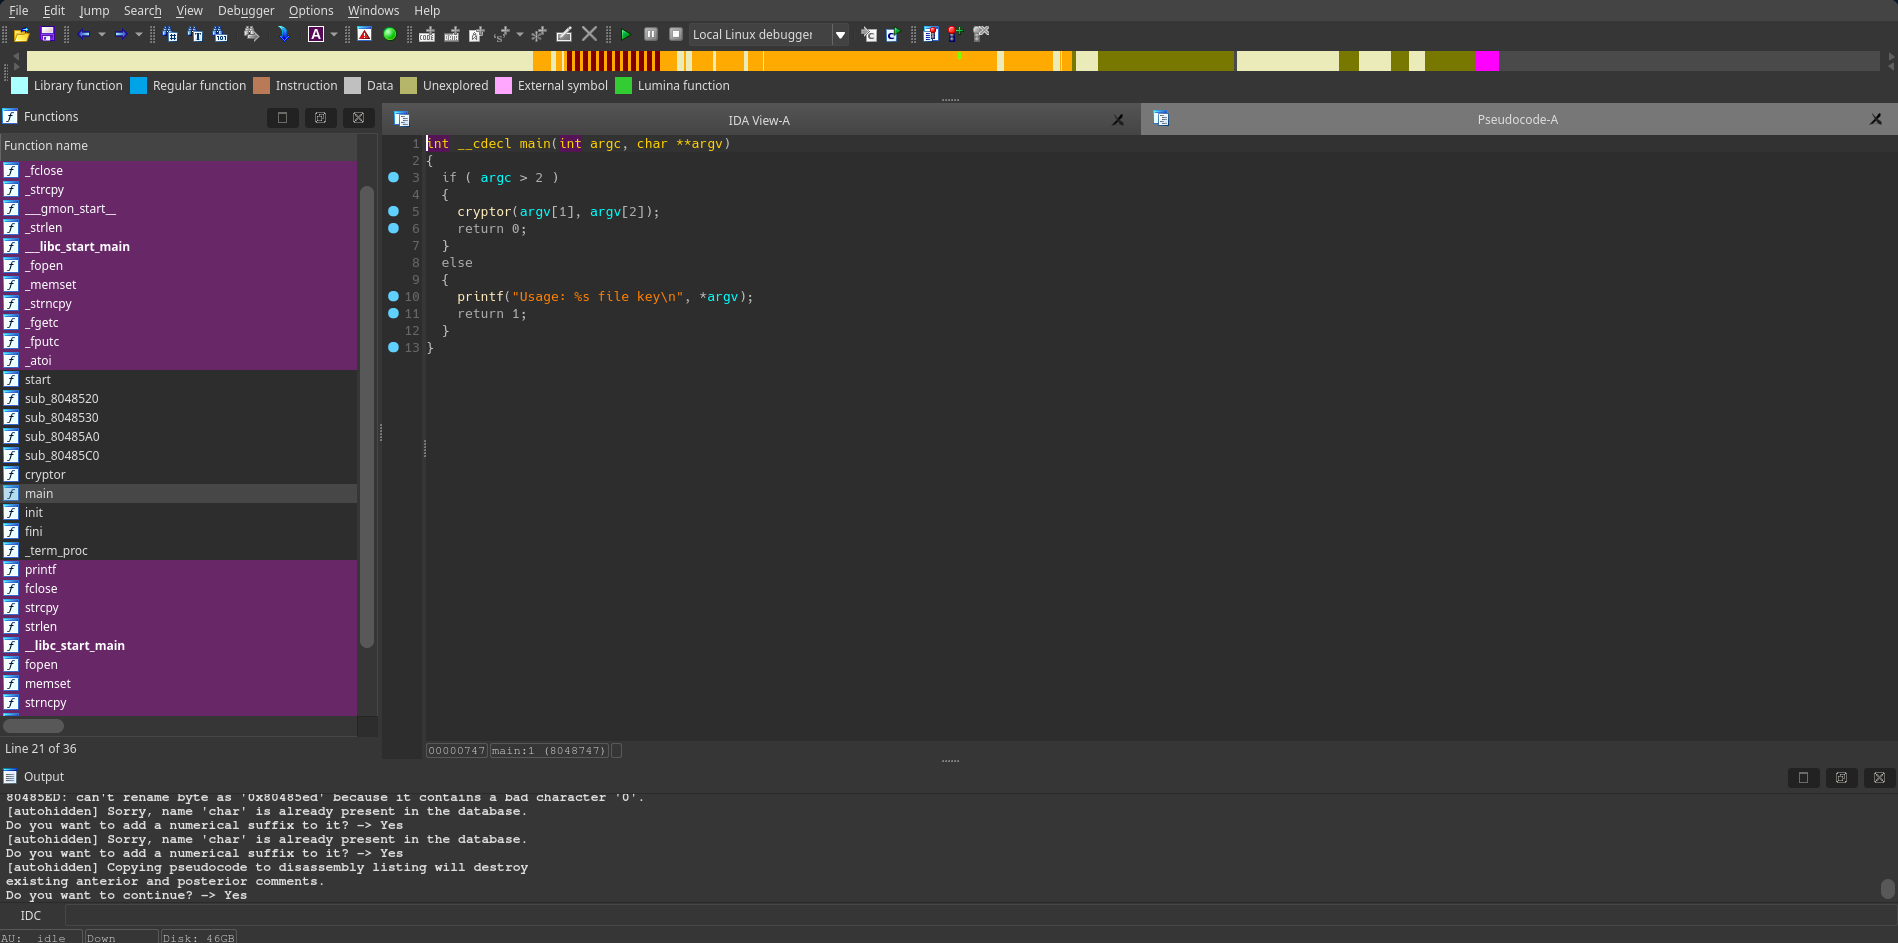 File Edit Jump Search View Debugger Options Windows Help
Local Linux debugger
Library function Regular function Instruction Data Unexplored External symbol Lumina function
Functions
Function name
_fclose
_strcpy
___gmon_start__
_strlen
___libc_start_main
_fopen
_memset
_strncpy
_fgetc
_fputc
_atoi
start
sub_8048520
sub_8048530
sub_80485A0
sub_80485C0
cryptor
main
init
fini
_term_proc
printf
fclose
strcpy
strlen
__libc_start_main
fopen
memset
strncpy
Line 21 of 36
IDA View-A
Pseudocode-A
1 int __cdecl main(int argc, char **argv)
2 {
3 if ( argc > 2 )
4 {
5 cryptor(argv[1], argv[2]);
6 return 0;
7 }
8 else
9 {
10 printf("Usage: %s file key\n", *argv);
11 return 1;
12 }
13 }
00000747 main:1 (8048747)
Output
80485ED: can't rename byte as '0x80485ed' because it contains a bad character '0'.
[autohidden] Sorry, name 'char' is already present in the database.
Do you want to add a numerical suffix to it? -> Yes
[autohidden] Sorry, name 'char' is already present in the database.
Do you want to add a numerical suffix to it? -> Yes
[autohidden] Copying pseudocode to disassembly listing will destroy
existing anterior and posterior comments.
Do you want to continue? -> Yes
IDC
AU: idle Down Disk: 46GB